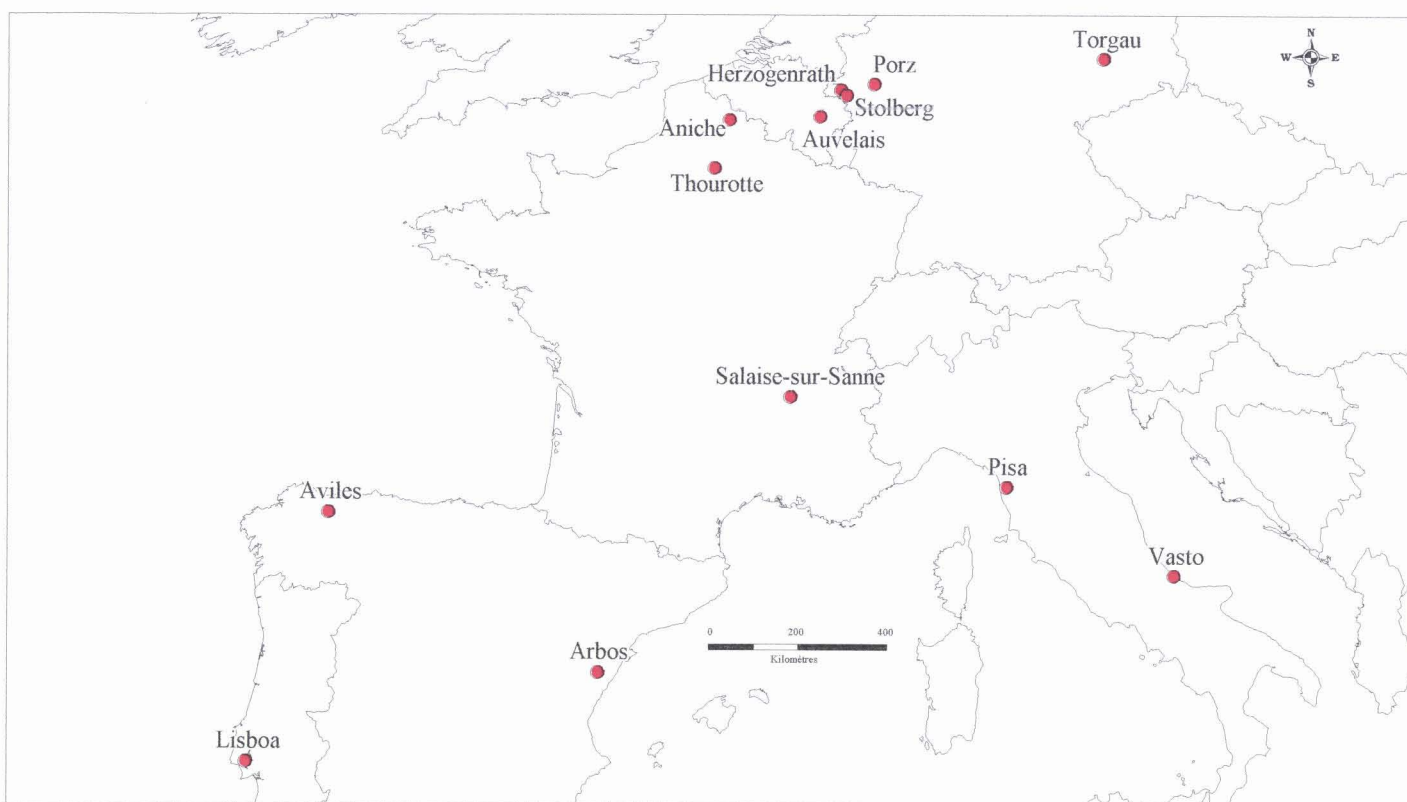 N
W E
S
Torgau
Porz
Herzogenrath
Stolberg
Aniche
Auvelais
Thourotte
Salaise-sur-Sanne
Pisa
Aviles
Vasto
0 200 400
Kilomètres
Arbos
Lisboa